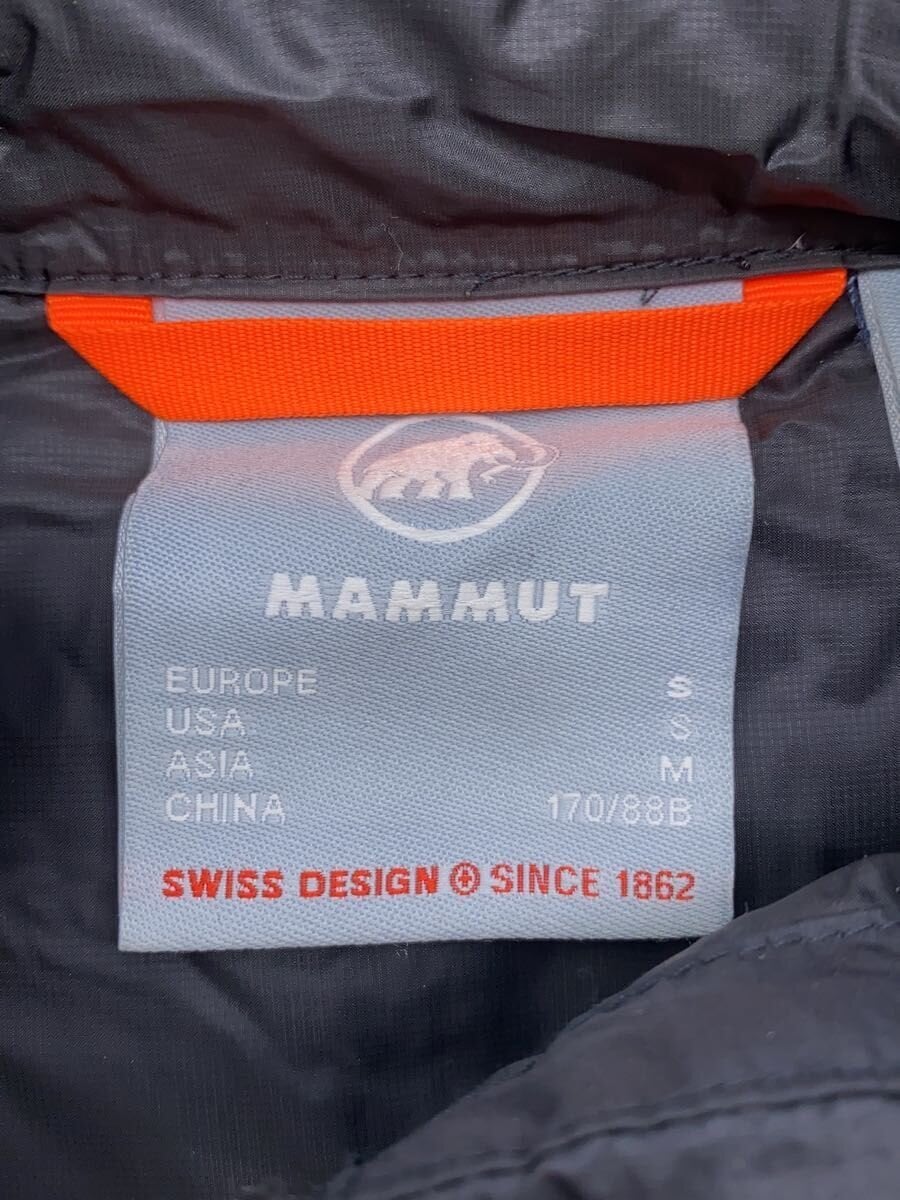 MAMMUT
EUROPE S
USA S
ASIA M
CHINA 170/88B
SWISS DESIGN SINCE 1862